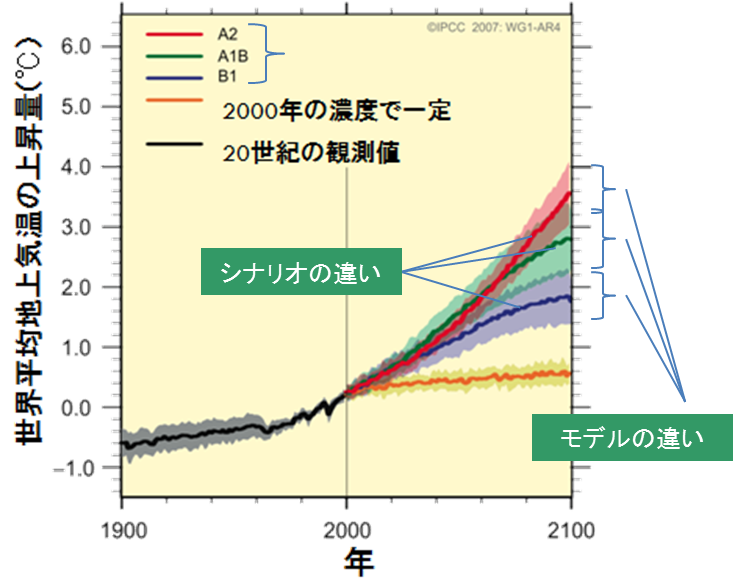 ©IPCC 2007: WG1-AR4
A2
A1B
B1
2000年の濃度で一定
20世紀の観測値
世界平均地上気温の上昇量(℃)
6.0
5.0
4.0
3.0
2.0
1.0
0.0
−1.0
シナリオの違い
モデルの違い
1900
2000
2100
年